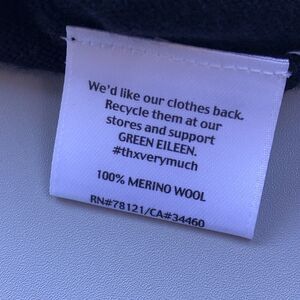 We'd like our clothes back.
Recycle them at our
stores and support
GREEN EILEEN.
#thxverymuch
100% MERINO WOOL
RN#78121/CA#34460